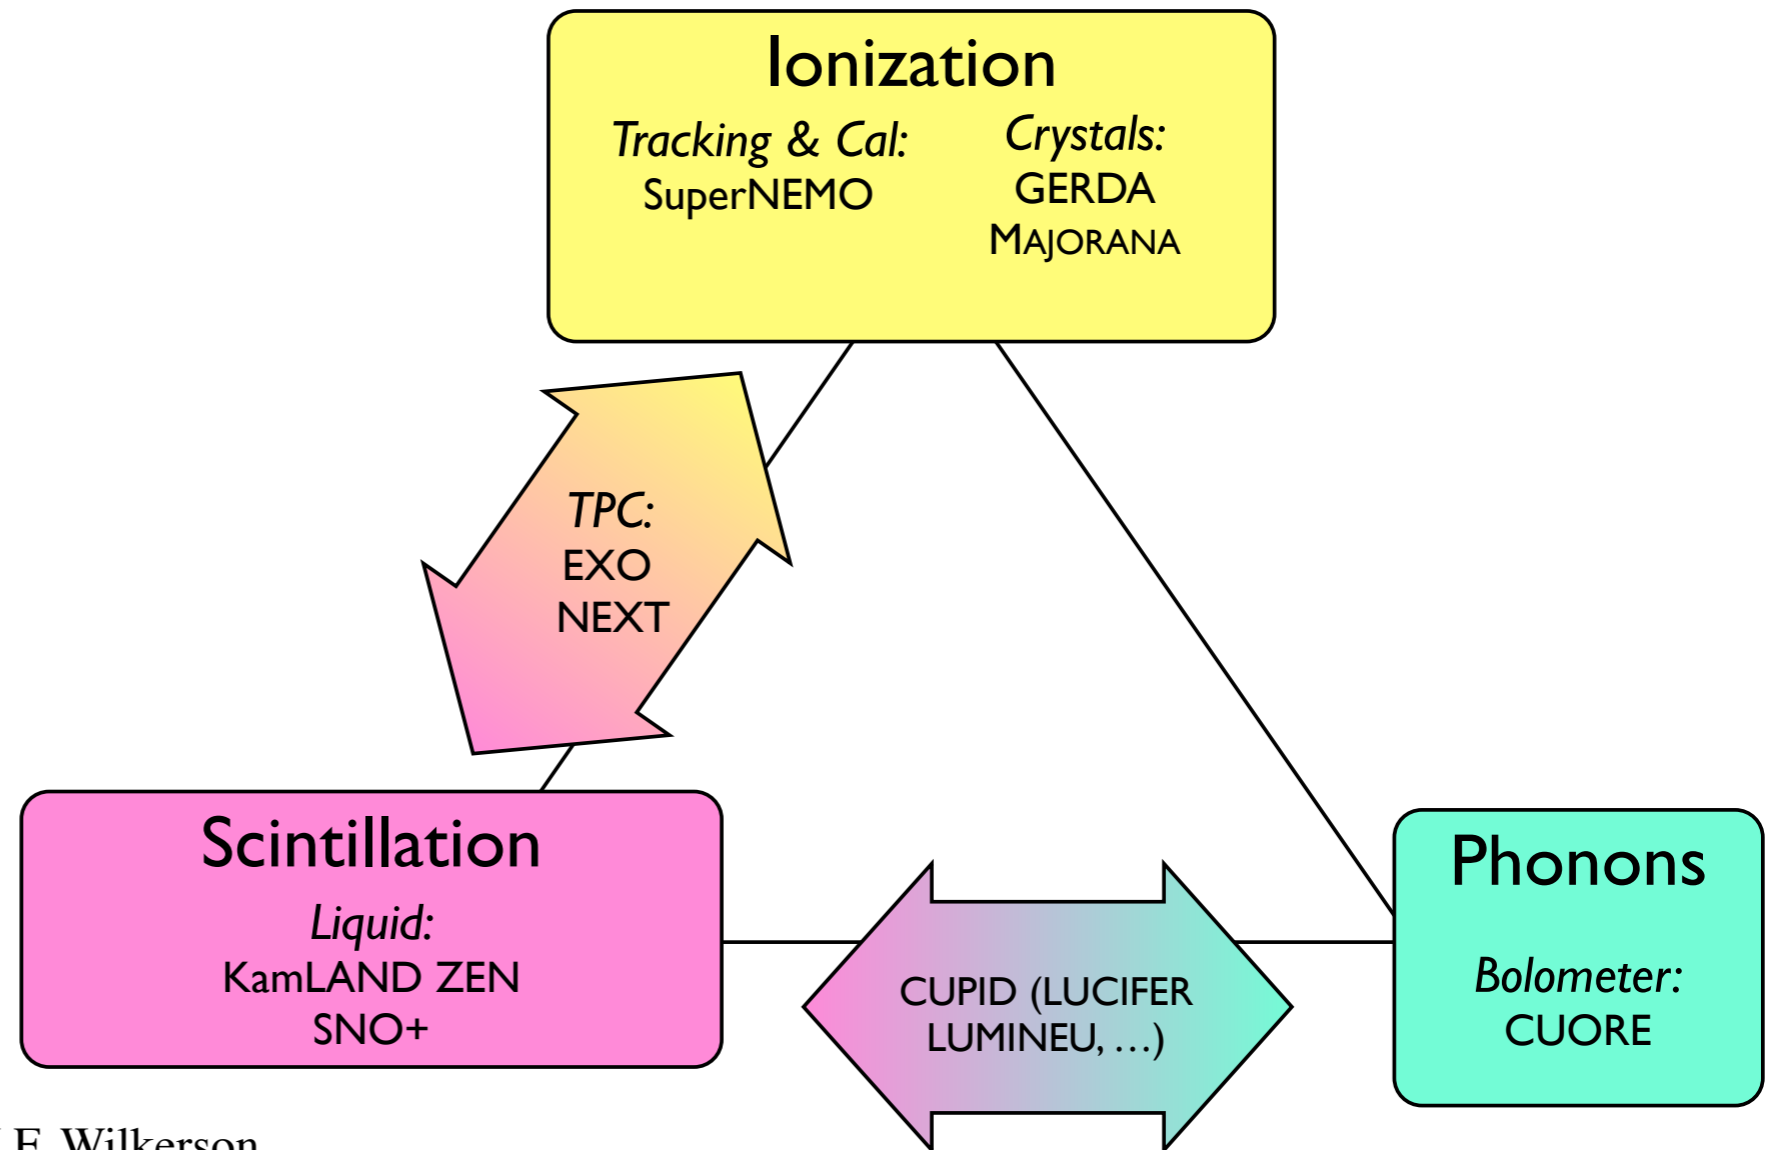 Ionization
Tracking & Cal:
SuperNEMO
Crystals:
GERDA
MAJORANA
TPC:
EXO
NEXT
Scintillation
Liquid:
KamLAND ZEN
SNO+
CUPID (LUCIFER
LUMINEU, …)
Phonons
Bolometer:
CUORE
F. Wilkerson